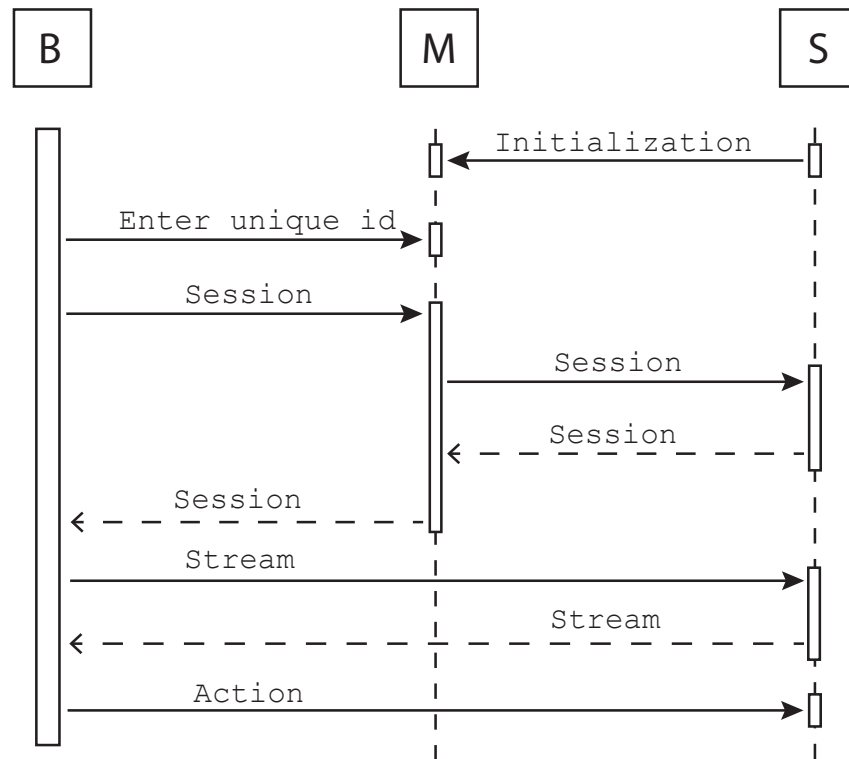 B
M
S
Initialization
Enter unique id
Session
Session
Session
Session
Stream
Stream
Action